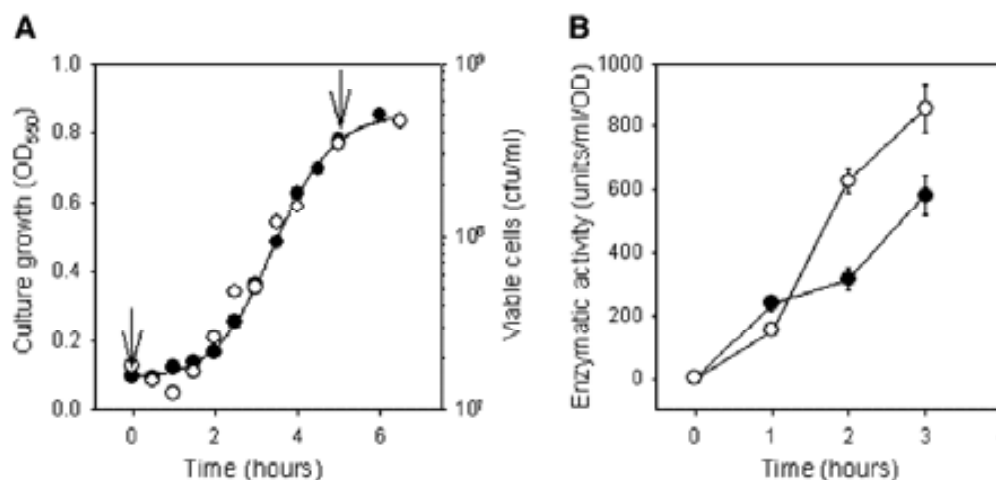 A
Culture growth (OD550)
1.0
0.8
0.6
0.4
0.2
0.0
0 2 4 6
Time (hours)
10⁹
10⁸
10⁷
Viable cells (cfu/ml)
B
Enzymatic activity (units/ml/OD)
1000
800
600
400
200
0
0 1 2 3
Time (hours)